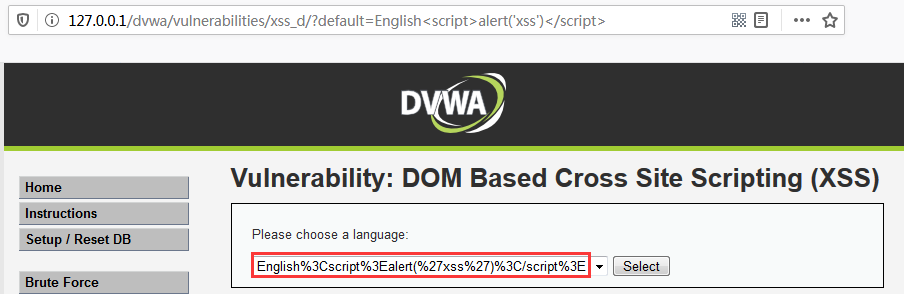 127.0.0.1/dvwa/vulnerabilities/xss_d/?default=English<script>alert('xss')</script>
DVWA
Home
Instructions
Setup / Reset DB
Brute Force
Vulnerability: DOM Based Cross Site Scripting (XSS)
Please choose a language:
English%3Cscript%3Ealert(%27xss%27)%3C/script%3E Select